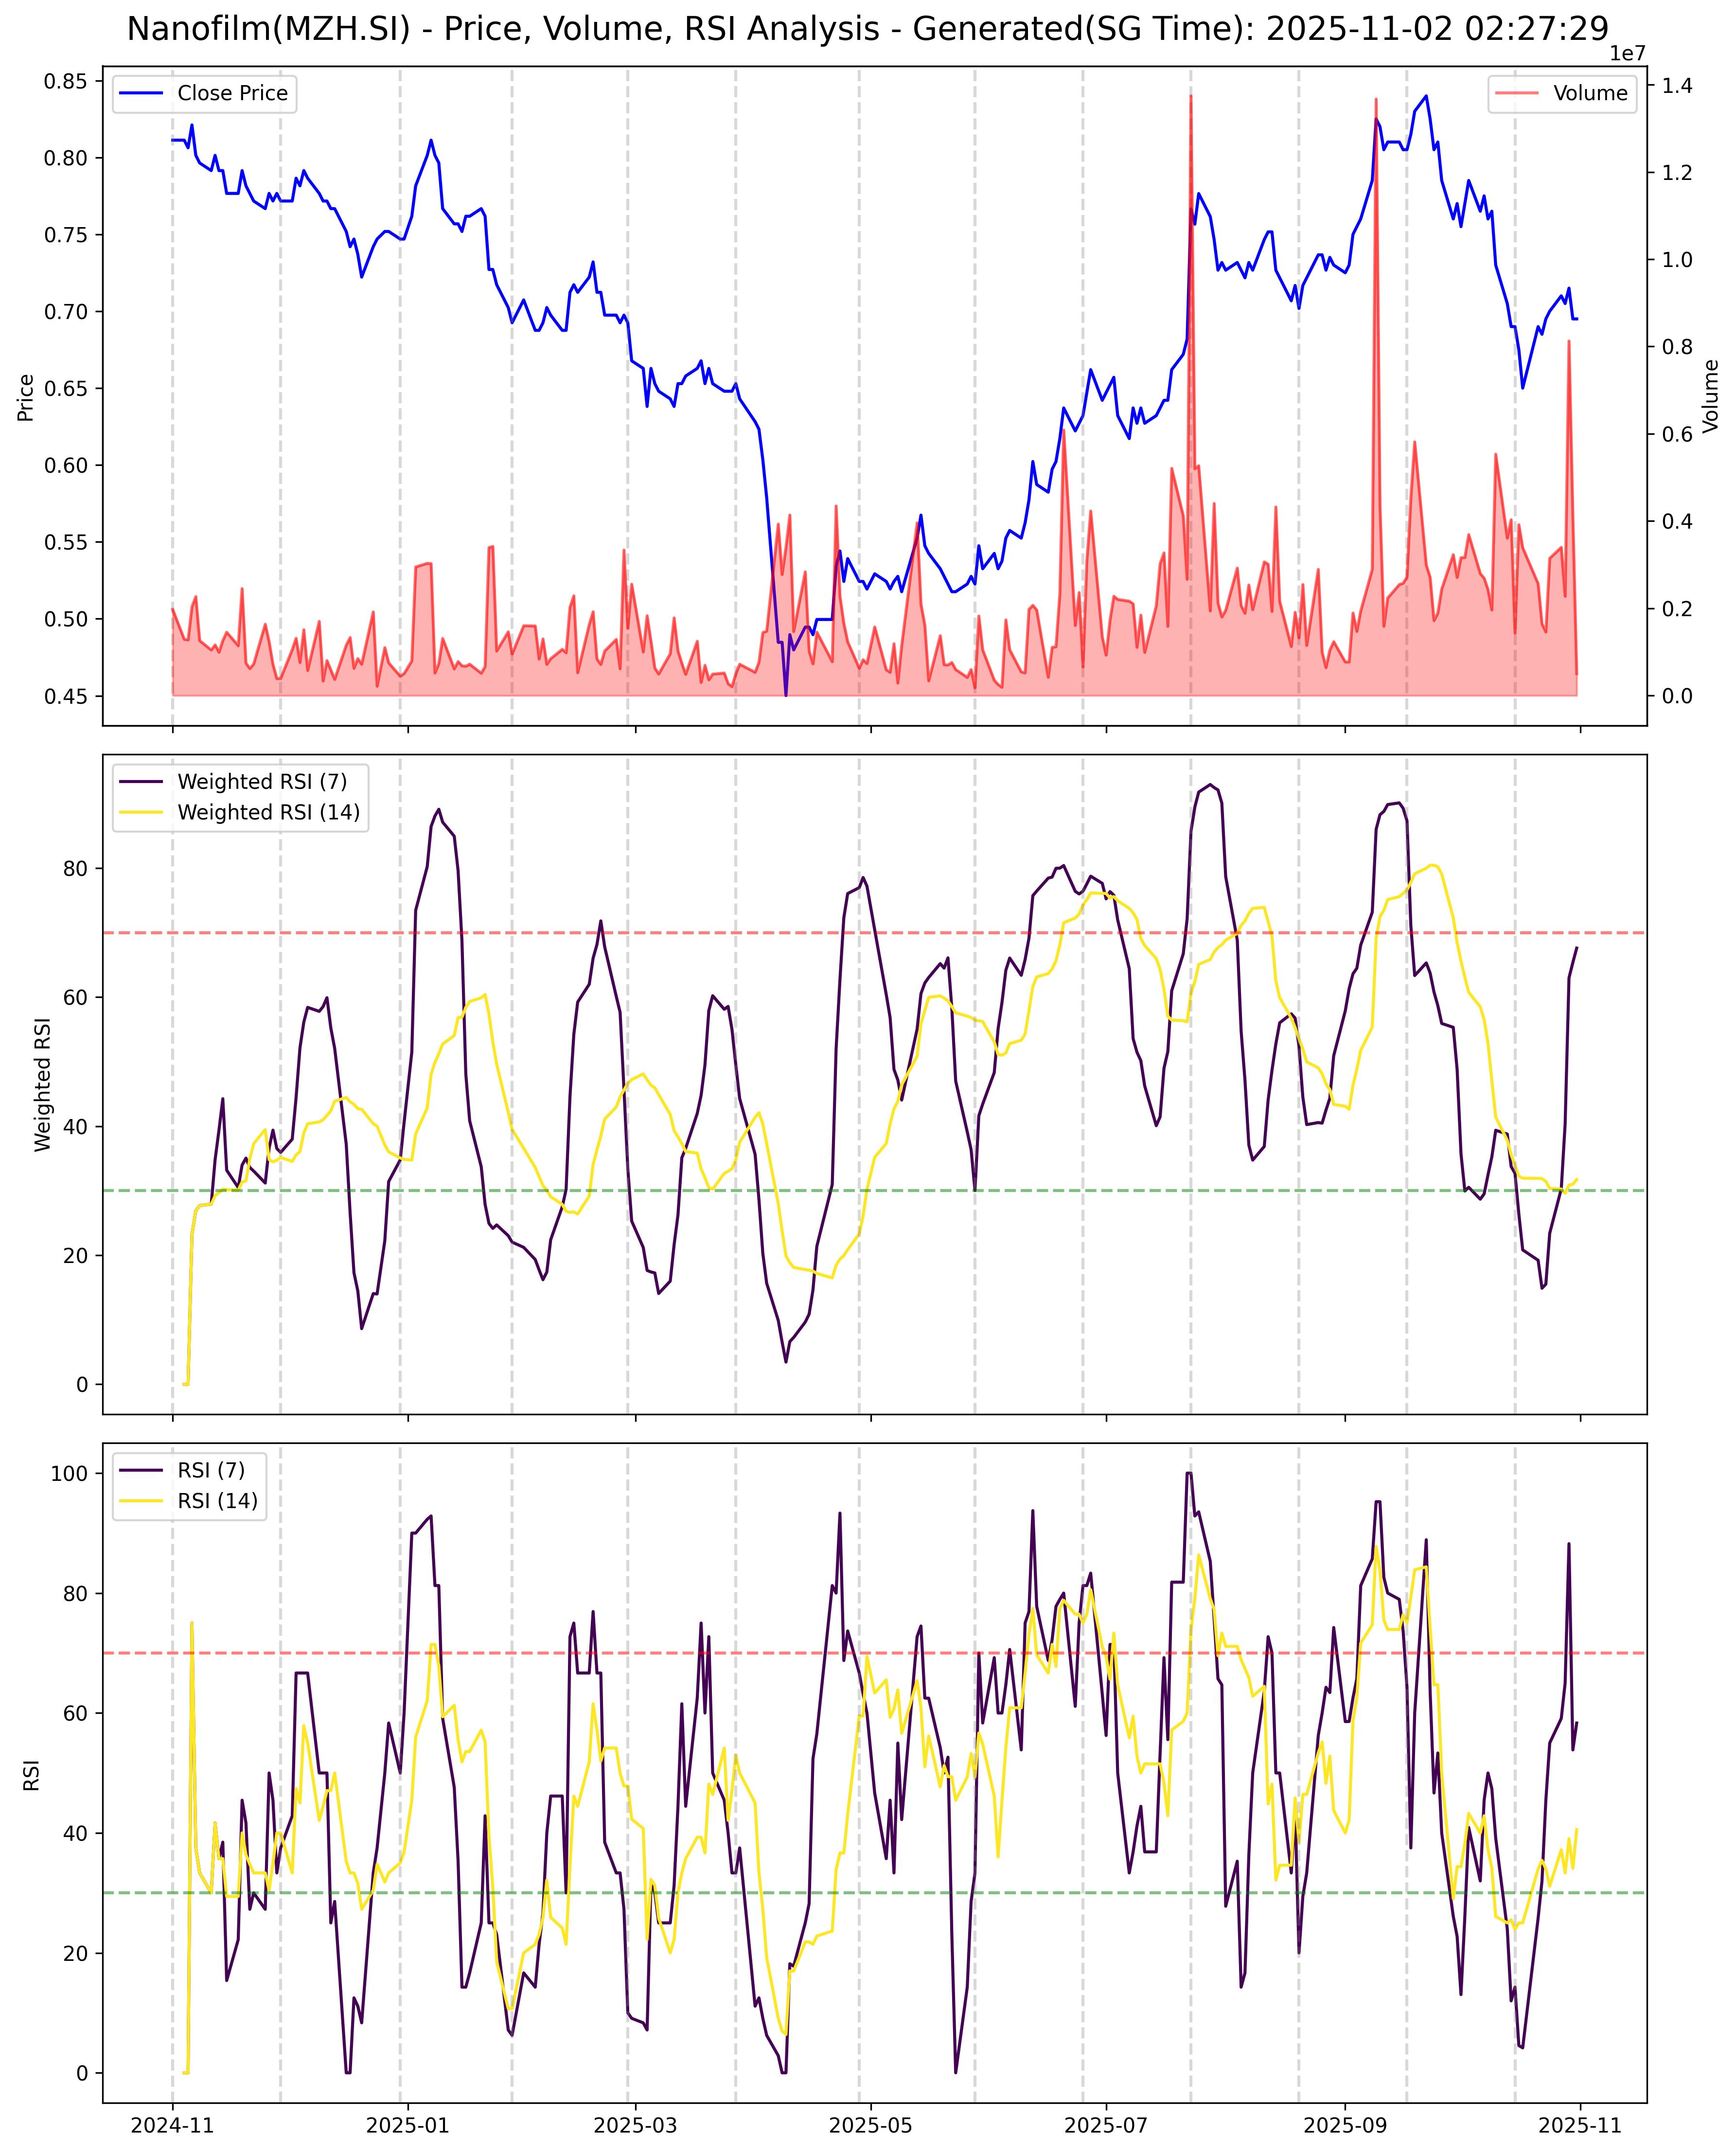 Nanofilm(MZH.SI) - Price, Volume, RSI Analysis - Generated(SG Time): 2025-11-02 02:27:29
1e7
Close Price
Volume
0.85
0.80
0.75
0.70
0.65
0.60
0.55
0.50
0.45
Price
1.4
1.2
1.0
0.8
0.6
0.4
0.2
0.0
Volume
Weighted RSI (7)
Weighted RSI (14)
80
60
40
20
0
Weighted RSI
RSI (7)
RSI (14)
100
80
60
40
20
0
RSI
2024-11
2025-01
2025-03
2025-05
2025-07
2025-09
2025-11